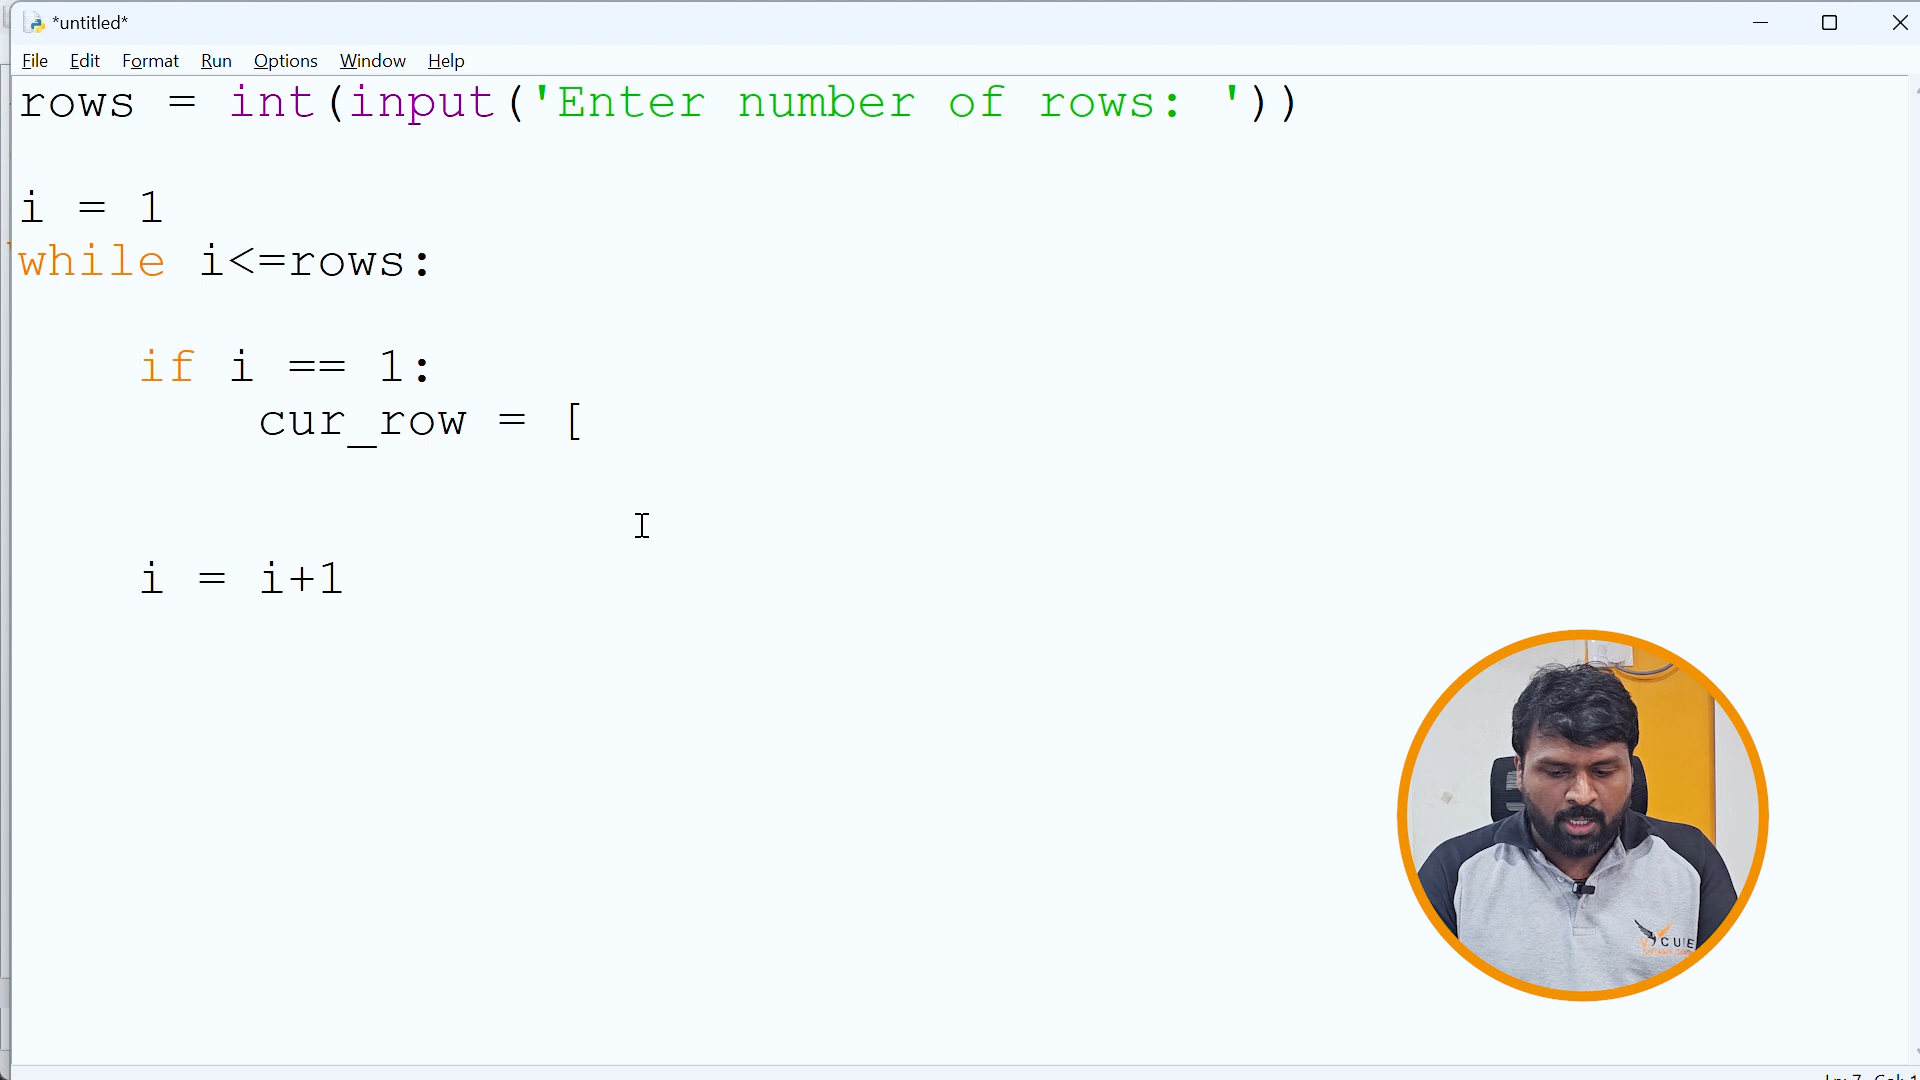 *untitled*
File Edit Format Run Options Window Help
rows = int(input('Enter number of rows: '))
i = 1
while i<=rows:
if i == 1:
cur_row = [
i = i+1
CUE